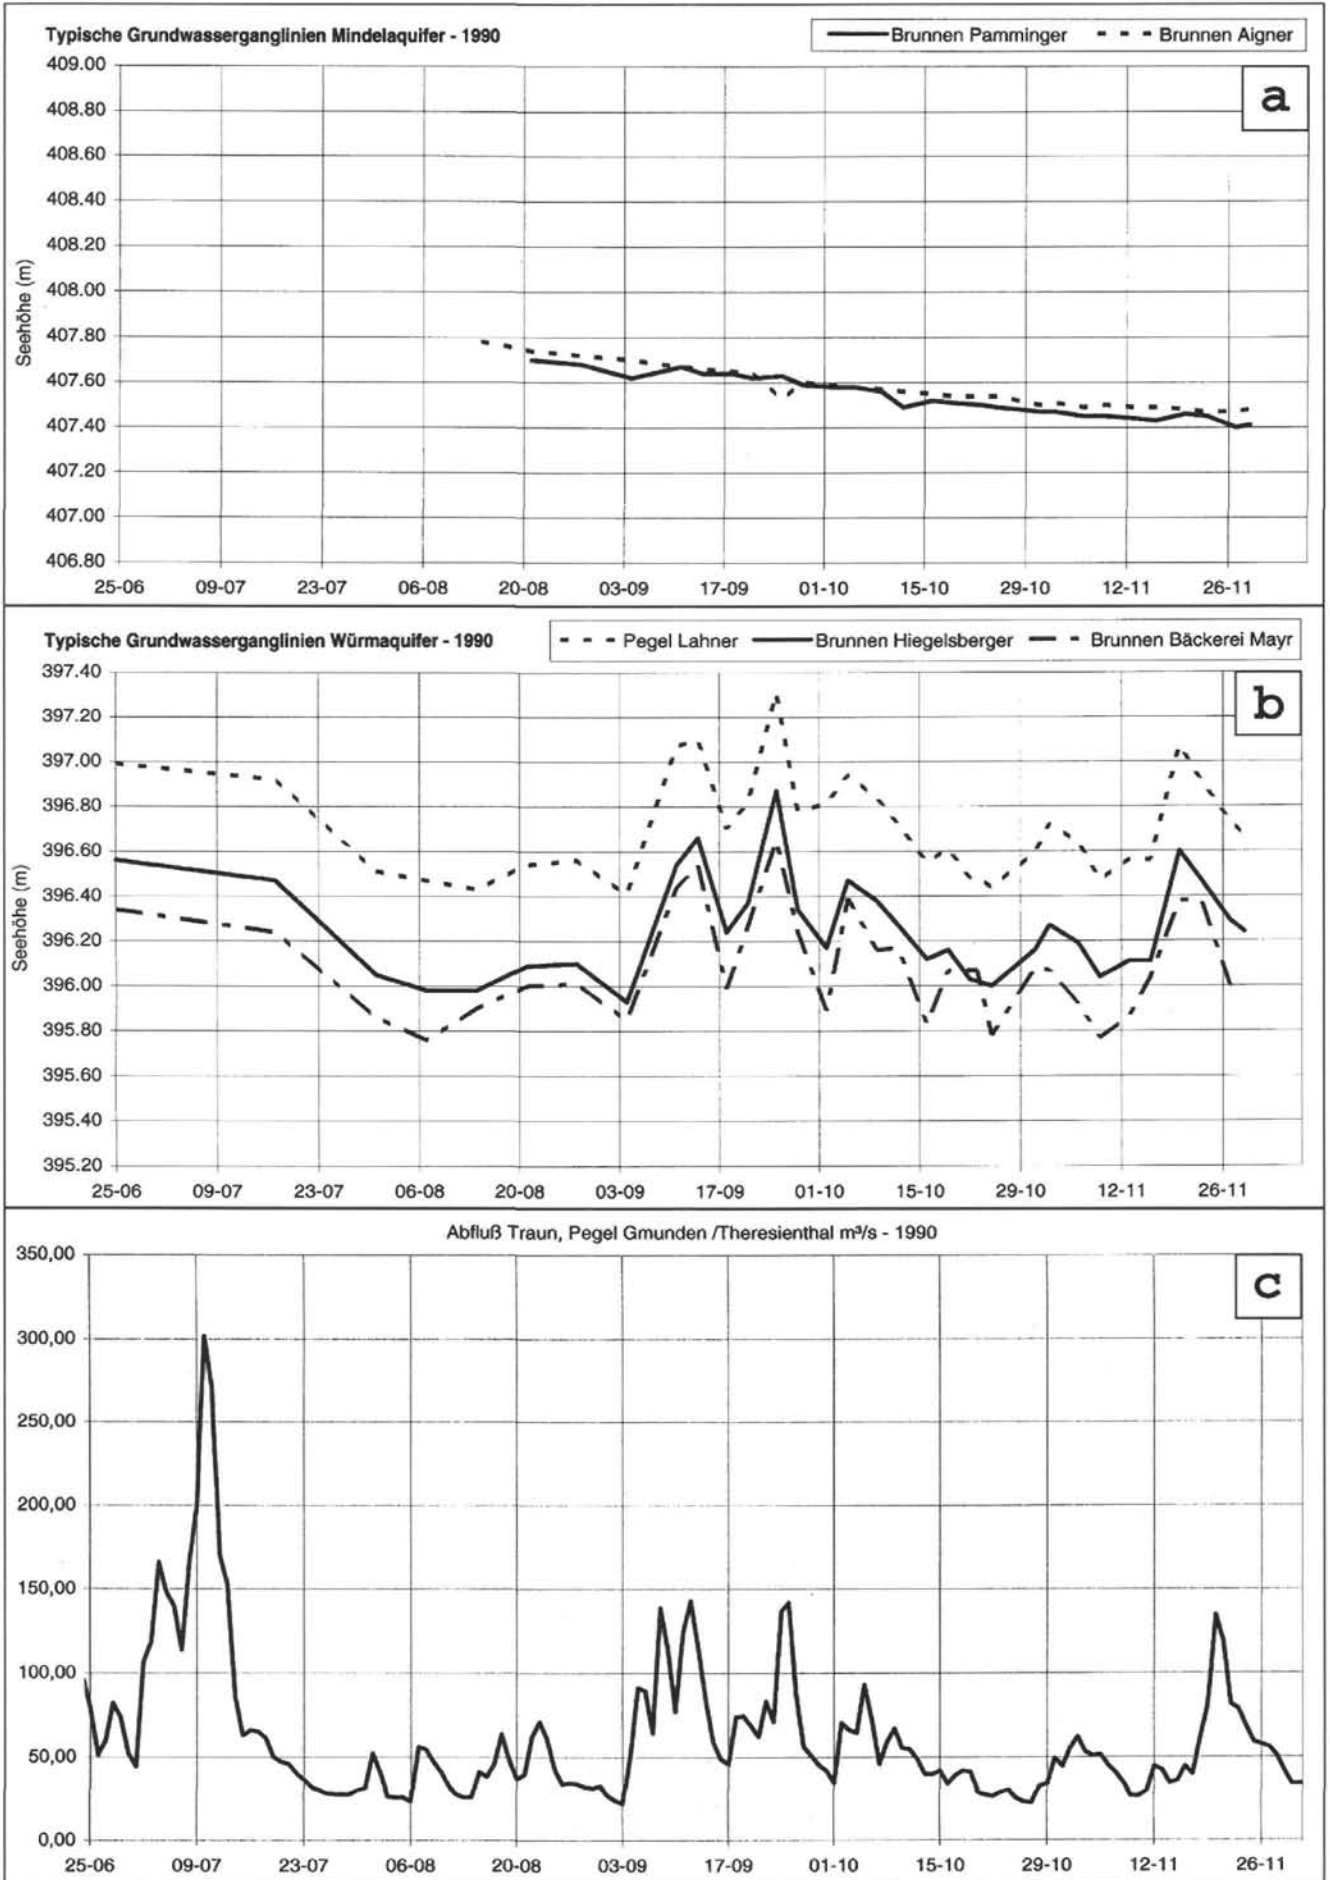 Typische Grundwasserganglinien Mindelaquifer - 1990
Brunnen Pamminger Brunnen Aigner
a
409.00
408.80
408.60
408.40
408.20
408.00
407.80
407.60
407.40
407.20
407.00
406.80
Seehöhe (m)
25-06 09-07 23-07 06-08 20-08 03-09 17-09 01-10 15-10 29-10 12-11 26-11
Typische Grundwasserganglinien Würmaquifer - 1990
Pegel Lahner Brunnen Hiegelsberger Brunnen Bäckerei Mayr
b
397.40
397.20
397.00
396.80
396.60
396.40
396.20
396.00
395.80
395.60
395.40
395.20
Seehöhe (m)
25-06 09-07 23-07 06-08 20-08 03-09 17-09 01-10 15-10 29-10 12-11 26-11
Abfluß Traun, Pegel Gmunden /Theresienthal m³/s - 1990
c
350,00
300,00
250,00
200,00
150,00
100,00
50,00
0,00
25-06 09-07 23-07 06-08 20-08 03-09 17-09 01-10 15-10 29-10 12-11 26-11